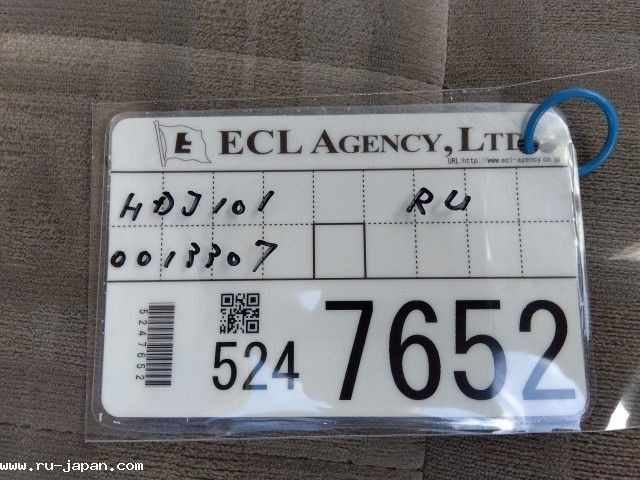 E ECL AGENCY, LTD.
URL:http://www.ecl-agency.co.jp
HDJ101 RU
0013307
5247652
524 7652
www.ru-japan.com